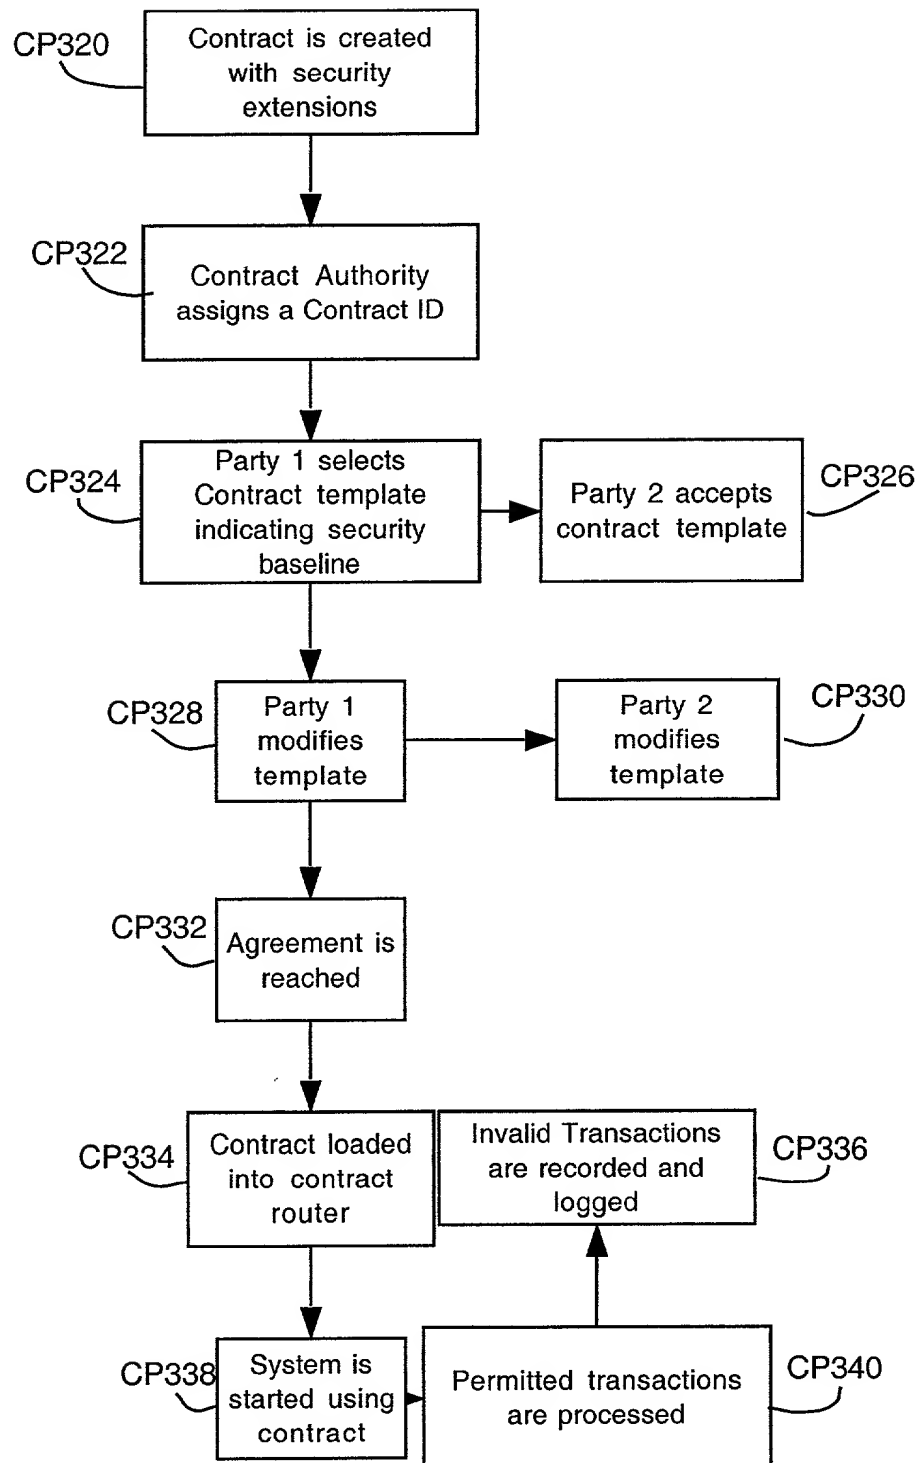 CP320
Contract is created
with security
extensions
CP322
Contract Authority
assigns a Contract ID
CP324
Party 1 selects
Contract template
indicating security
baseline
Party 2 accepts
contract template
CP326
CP328
Party 1
modifies
template
Party 2
modifies
template
CP330
CP332
Agreement is
reached
CP334
Contract loaded
into contract
router
Invalid Transactions
are recorded and
logged
CP336
CP338
System is
started using
contract
Permitted transactions
are processed
CP340